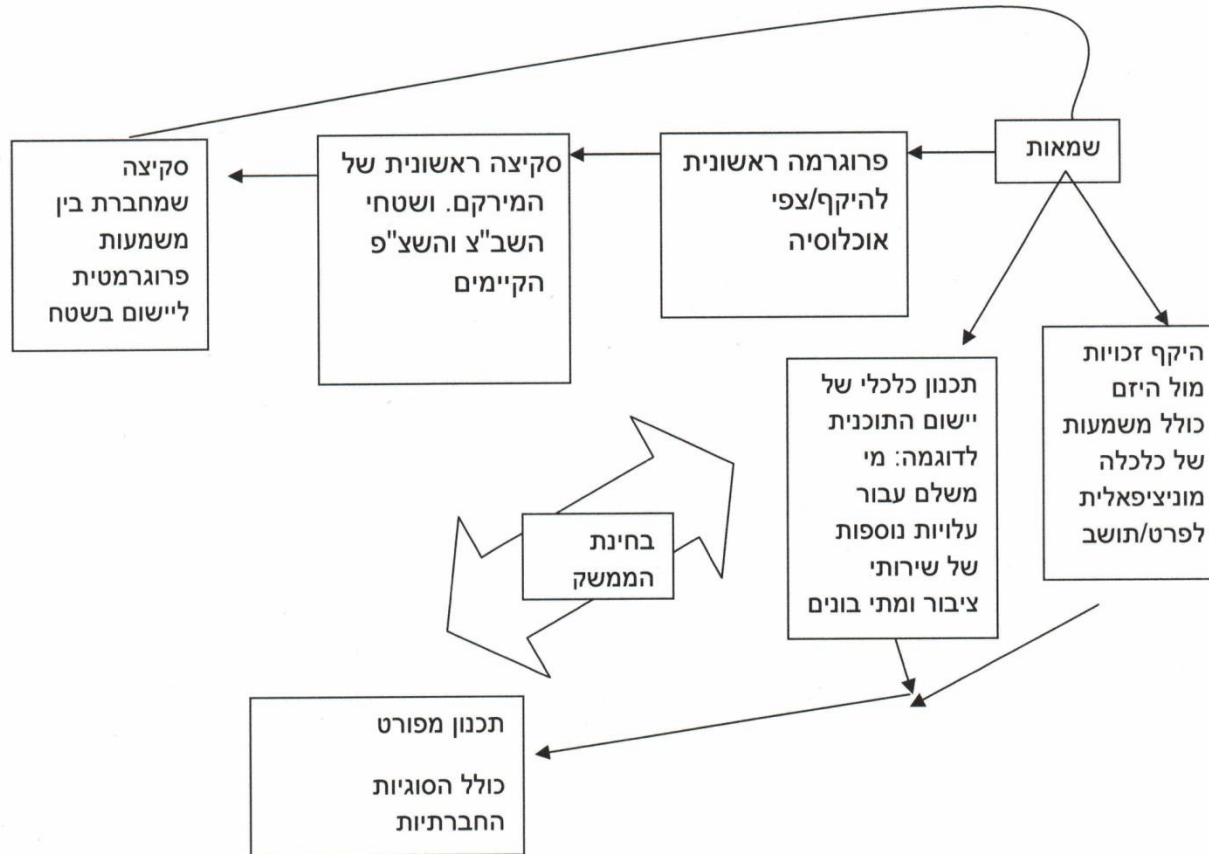 שמאות
פרוגרמה ראשונית
להיקף/צפי
אוכלוסיה
סקיצה ראשונית של
המירקם. ושטחי
השב"צ והשצ"פ
הקיימים
סקיצה
שמחברת בין
משמעות
פרוגרמטית
ליישום בשטח
היקף זכויות
מול היזם
כולל משמעות
של כלכלה
מוניציפאלית
לפרט/תושב
תכנון כלכלי של
יישום התוכנית
לדוגמה: מי
משלם עבור
עלויות נוספות
של שירותי
ציבור ומתי בונים
בחינת
הממשק
תכנון מפורט
כולל הסוגיות
החברתיות